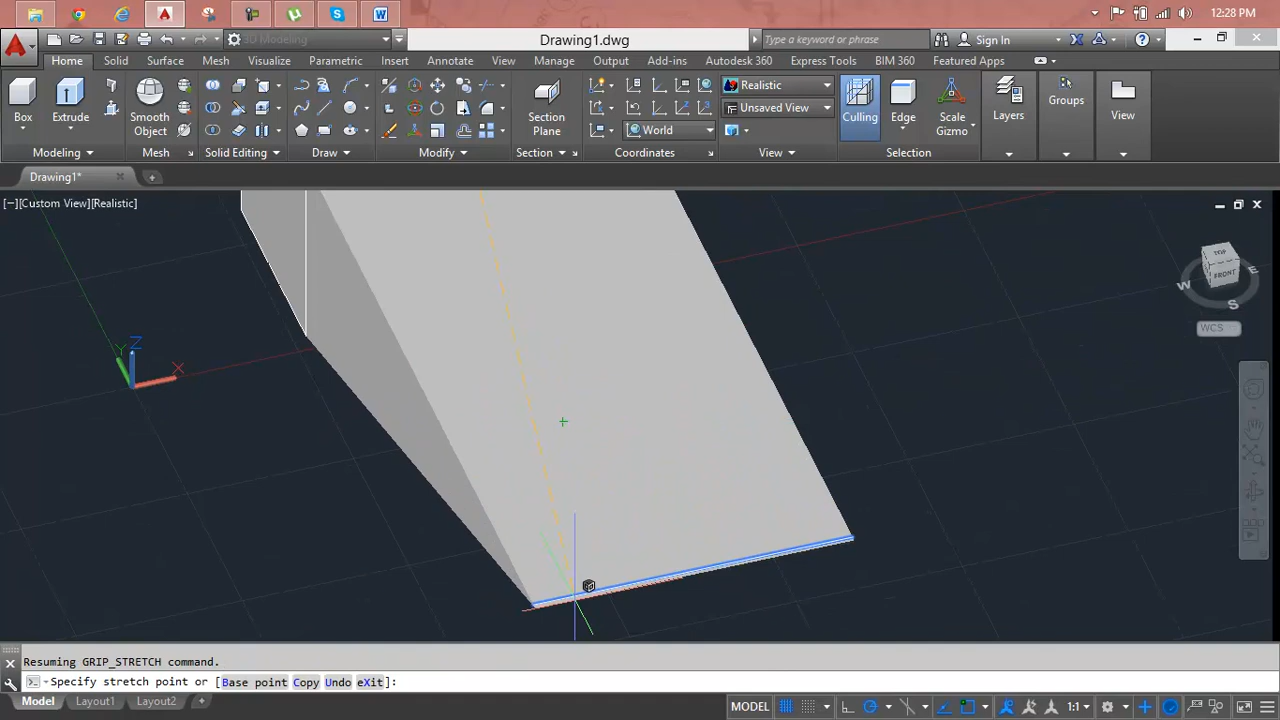 12:28 PM
3D Modeling
Drawing1.dwg
Type a keyword or phrase
Sign In
Home Solid Surface Mesh Visualize Parametric Insert Annotate View Manage Output Add-ins Autodesk 360 Express Tools BIM 360 Featured Apps
Box
Extrude
Smooth Object
Section Plane
Realistic
Unsaved View
World
Culling
Edge
Scale Gizmo
Layers
Groups
View
Modeling Mesh Solid Editing Draw Modify Section Coordinates View Selection
Drawing1*
[−][Custom View][Realistic]
TOP
FRONT
W
E
S
WCS
Z
Y
X
Resuming GRIP_STRETCH command.
Specify stretch point or [Base point Copy Undo eXit]:
Model Layout1 Layout2 +
MODEL
1:1